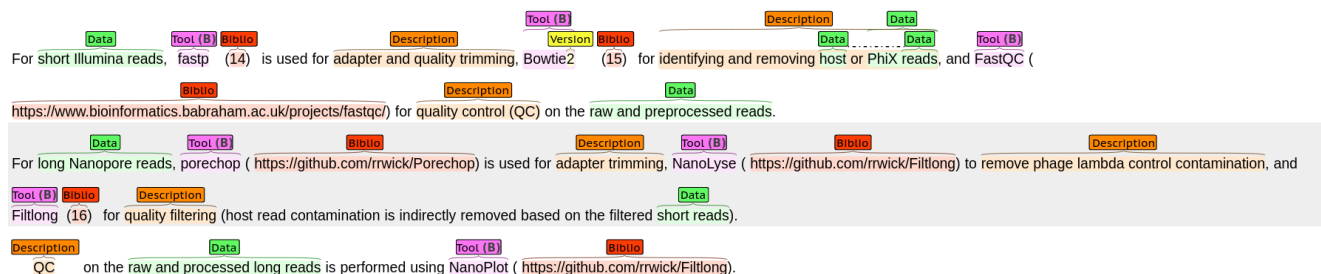 Tool (B) Description Data
Data Tool (B) Biblio Description Version Biblio Data Data Tool (B)
For short Illumina reads, fastp (14) is used for adapter and quality trimming, Bowtie2 (15) for identifying and removing host or PhiX reads, and FastQC (
Biblio Description Data
https://www.bioinformatics.babraham.ac.uk/projects/fastqc/) for quality control (QC) on the raw and preprocessed reads.
Data Tool (B) Biblio Description Tool (B) Biblio Description
For long Nanopore reads, porechop ( https://github.com/rrwick/Porechop) is used for adapter trimming, NanoLyse ( https://github.com/rrwick/Filtlong) to remove phage lambda control contamination, and
Tool (B) Biblio Description Data
Filtlong (16) for quality filtering (host read contamination is indirectly removed based on the filtered short reads).
Description Data Tool (B) Biblio
QC on the raw and processed long reads is performed using NanoPlot ( https://github.com/rrwick/Filtlong).